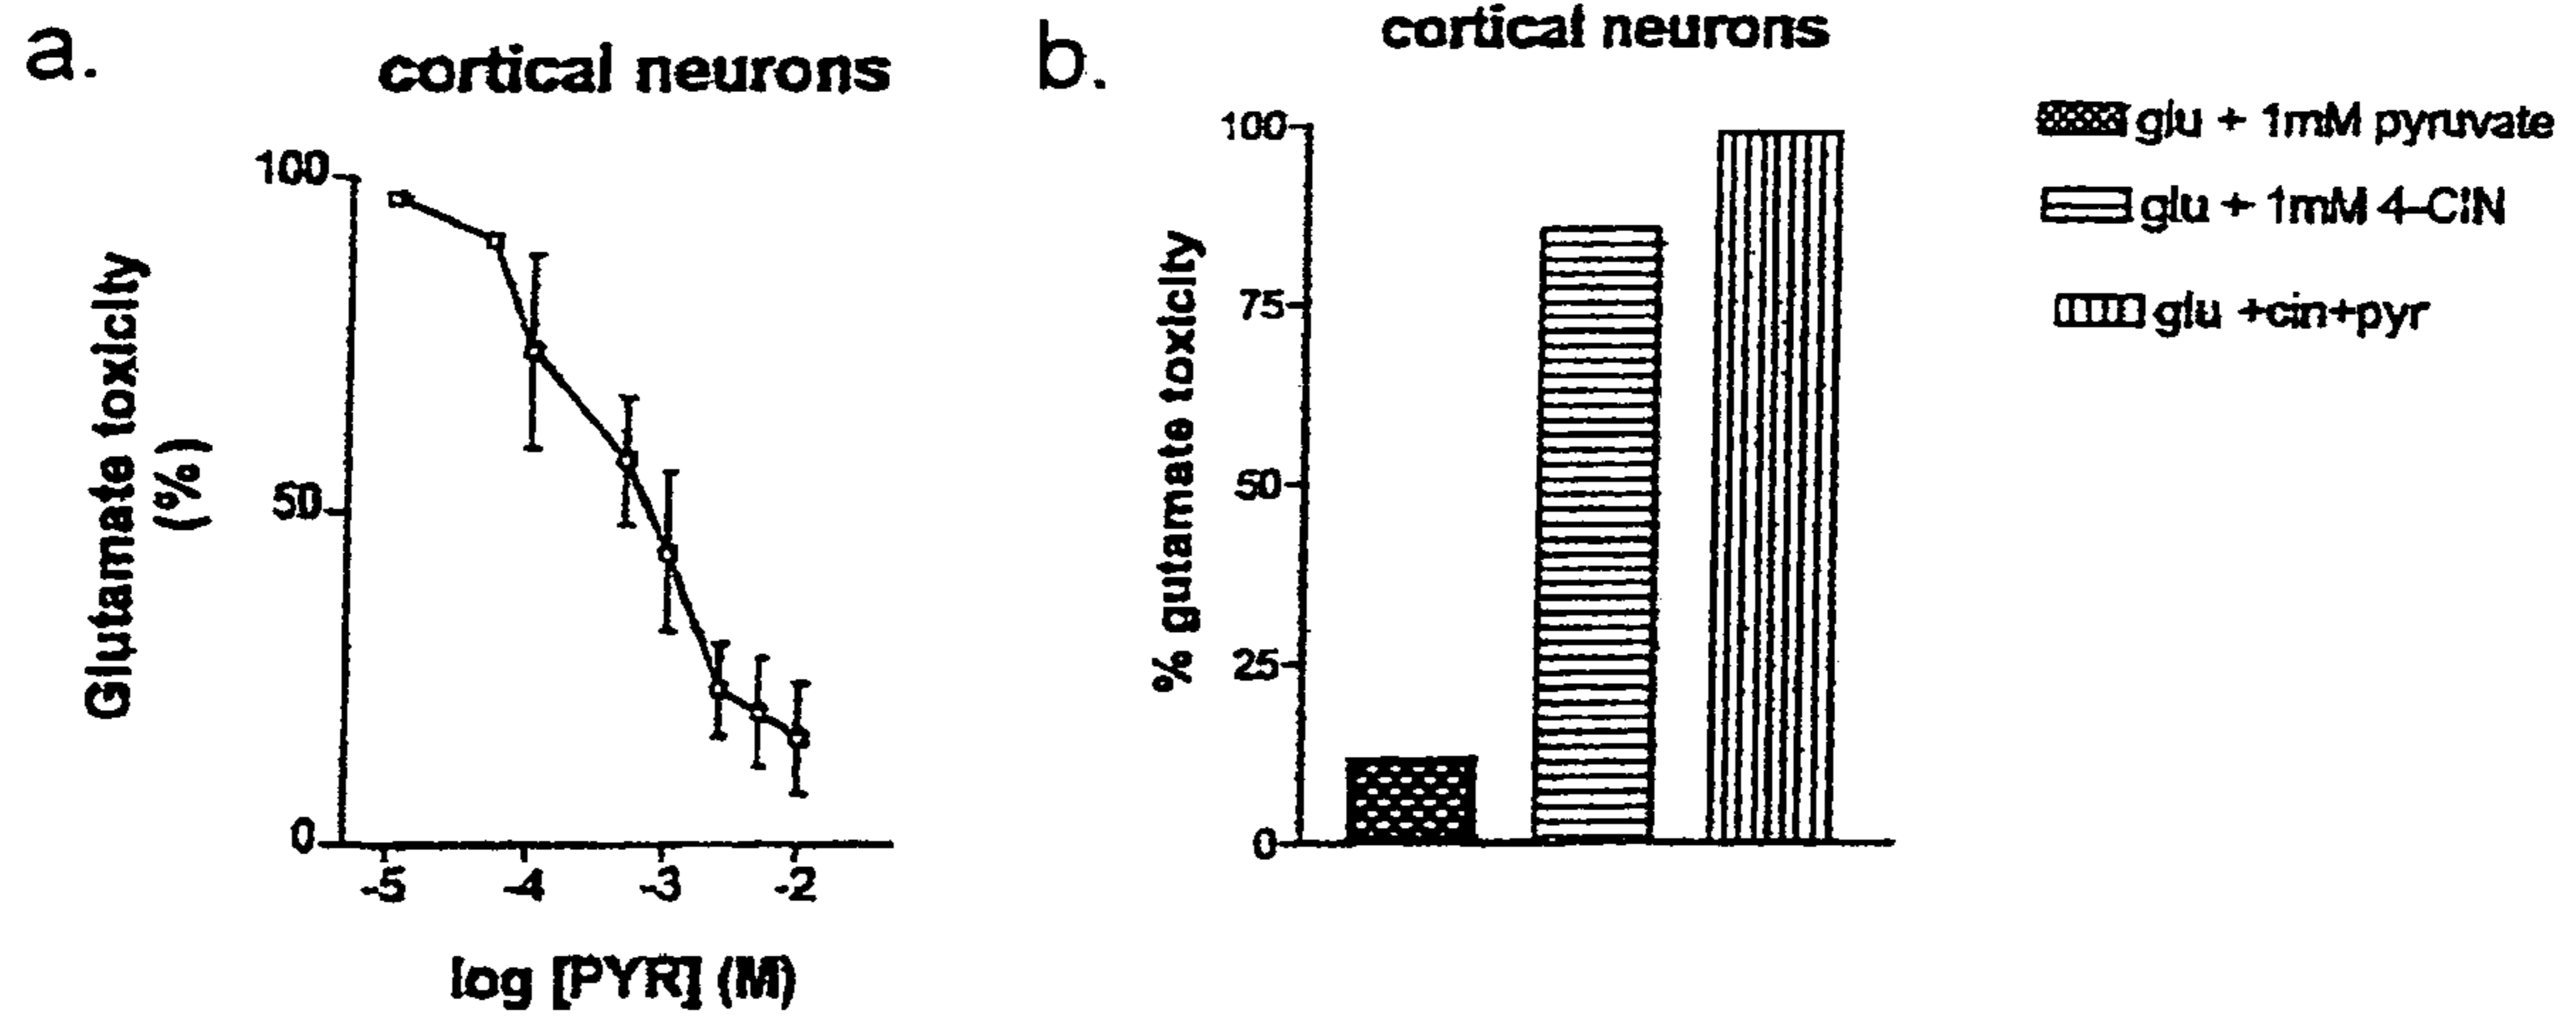 a.
cortical neurons
100
50
0
Glutamate toxicity
(%)
-5 -4 -3 -2
log [PYR] (M)
b.
cortical neurons
100
75
50
25
0
% gutamate toxicity
glu + 1mM pyruvate
glu + 1mM 4-CIN
glu +cin+pyr